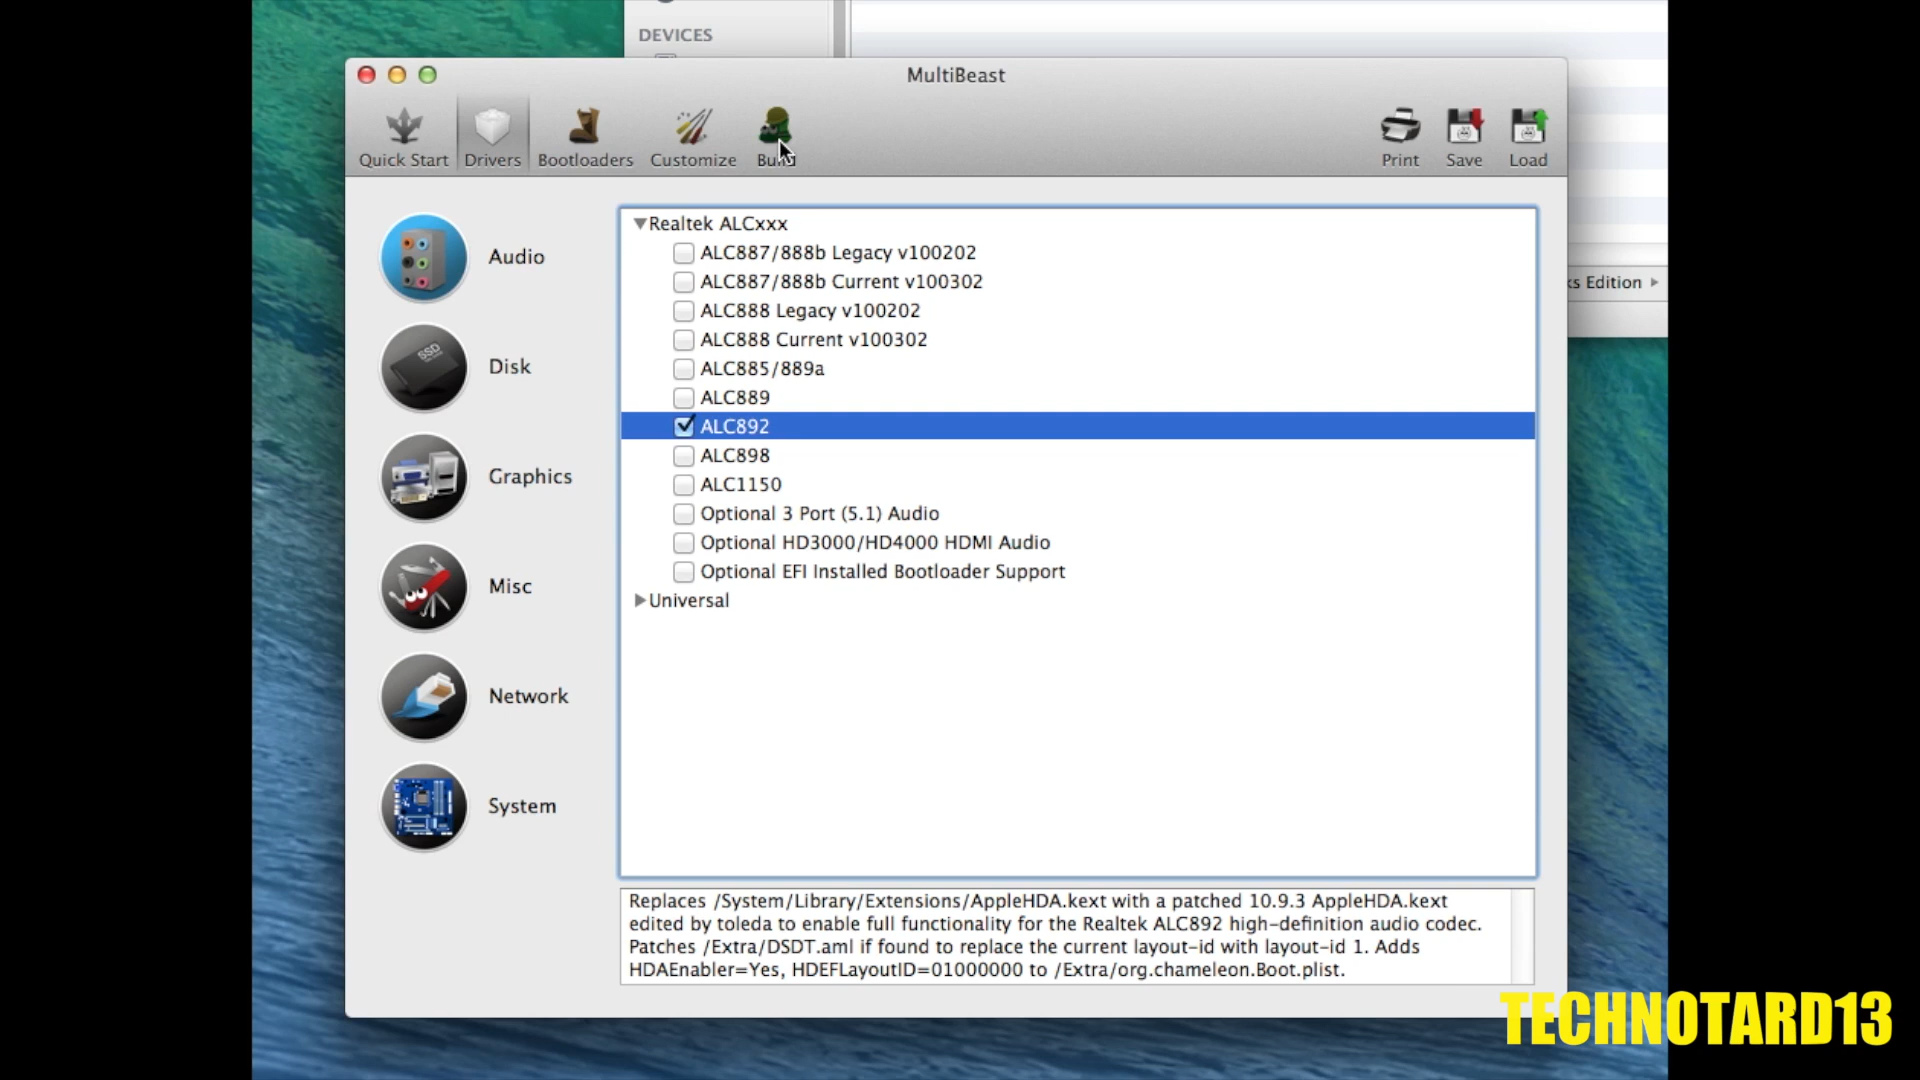 DEVICES
MultiBeast
Quick Start
Drivers
Bootloaders
Customize
Build
Print
Save
Load
Audio
Disk
Graphics
Misc
Network
System
SSD
Realtek ALCxxx
ALC887/888b Legacy v100202
ALC887/888b Current v100302
ALC888 Legacy v100202
ALC888 Current v100302
ALC885/889a
ALC889
ALC892
ALC898
ALC1150
Optional 3 Port (5.1) Audio
Optional HD3000/HD4000 HDMI Audio
Optional EFI Installed Bootloader Support
Universal
ks Edition
Replaces /System/Library/Extensions/AppleHDA.kext with a patched 10.9.3 AppleHDA.kext
edited by toleda to enable full functionality for the Realtek ALC892 high-definition audio codec.
Patches /Extra/DSDT.aml if found to replace the current layout-id with layout-id 1. Adds
HDAEnabler=Yes, HDEFLayoutID=01000000 to /Extra/org.chameleon.Boot.plist.
TECHNOTARD13